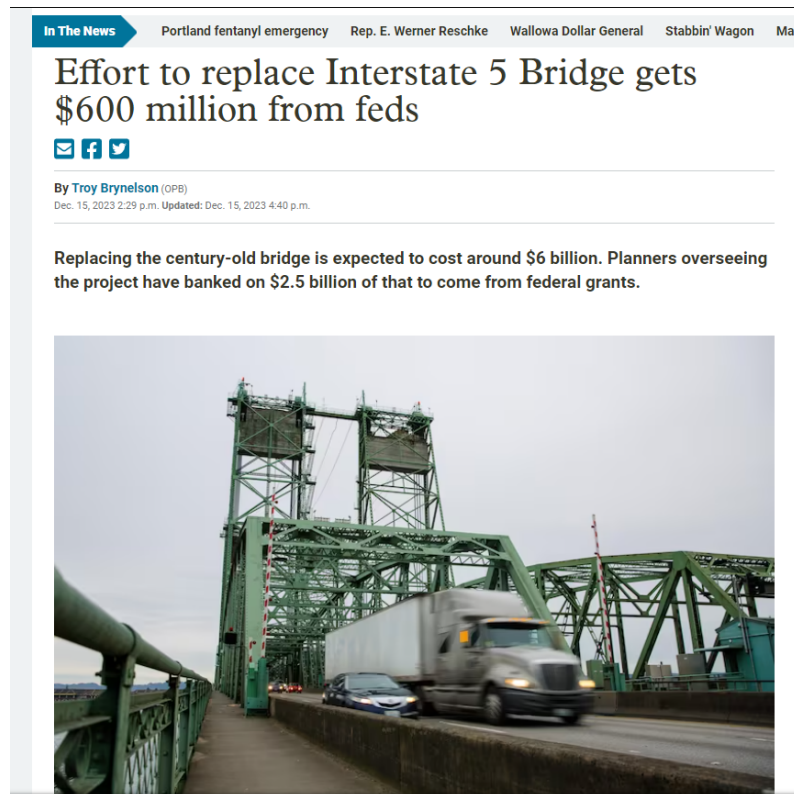 In The News Portland fentanyl emergency Rep. E. Werner Reschke Wallowa Dollar General Stabbin' Wagon Ma
Effort to replace Interstate 5 Bridge gets
$600 million from feds
By Troy Brynelson (OPB)
Dec. 15, 2023 2:29 p.m. Updated: Dec. 15, 2023 4:40 p.m.
Replacing the century-old bridge is expected to cost around $6 billion. Planners overseeing
the project have banked on $2.5 billion of that to come from federal grants.